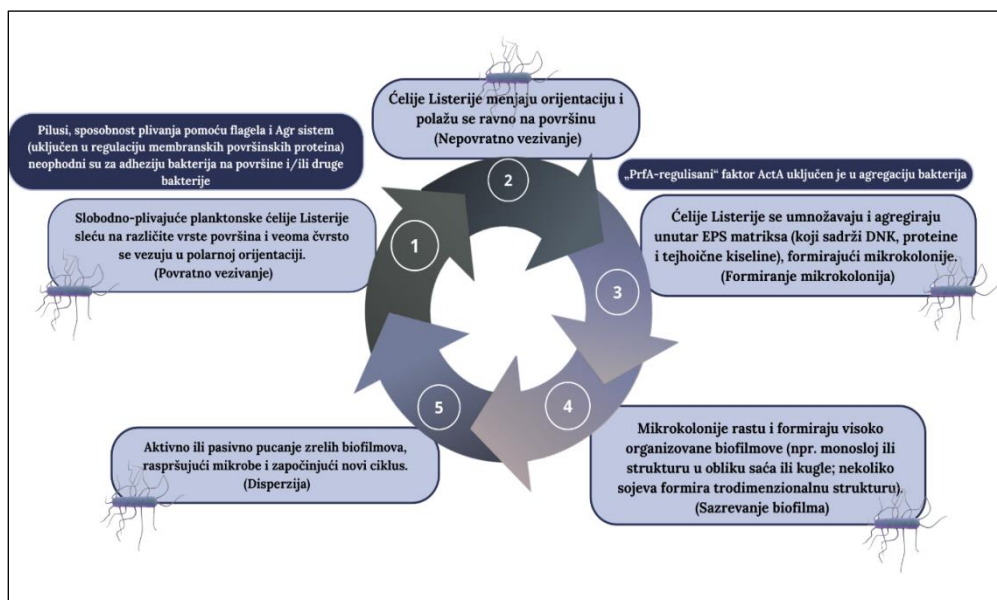 Pilusi, sposobnost plivanja pomoću flagela i Agr sistem
(uključen u regulaciju membranskih površinskih proteina)
neophodni su za adheziju bakterija na površine i/ili druge
bakterije
Slobodno-plivajuće planktonske ćelije Listerije
sleću na različite vrste površina i veoma čvrsto
se vezuju u polarnoj orijentaciji.
(Povratno vezivanje)
1
Ćelije Listerije menjaju orijentaciju i
polažu se ravno na površinu
(Nepovratno vezivanje)
2
„PrfA-regulisani“ faktor ActA uključen je u agregaciju bakterija
Ćelije Listerije se umnožavaju i agregiraju
unutar EPS matriksa (koji sadrži DNK, proteine
i tejhoične kiseline), formirajući mikrokolonije.
(Formiranje mikrokolonija)
3
Mikrokolonije rastu i formiraju visoko
organizovane biofilmove (npr. monosloj ili
strukturu u obliku saća ili kugle; nekoliko
sojeva formira trodimenzionalnu strukturu).
(Sazrevanje biofilma)
4
Aktivno ili pasivno pucanje zrelih biofilmova,
raspršujući mikrobe i započinjući novi ciklus.
(Disperzija)
5